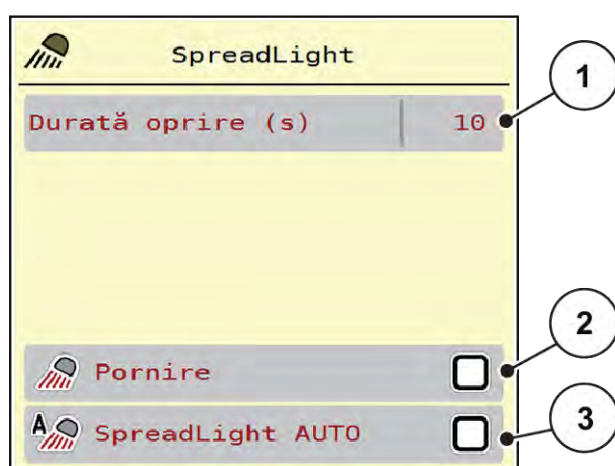 SpreadLight
1
Durată oprire (s) 10
2
Pornire
A
3
SpreadLight AUTO